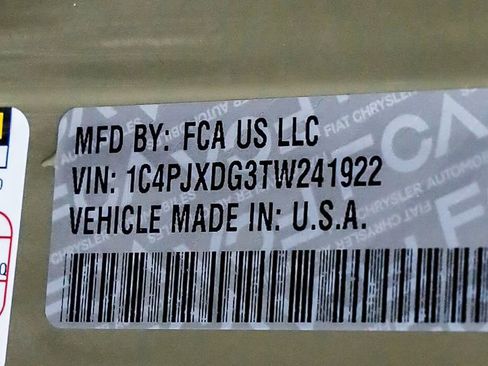 MFD BY: FCA US LLC
VIN: 1C4PJXDG3TW241922
VEHICLE MADE IN: U.S.A.